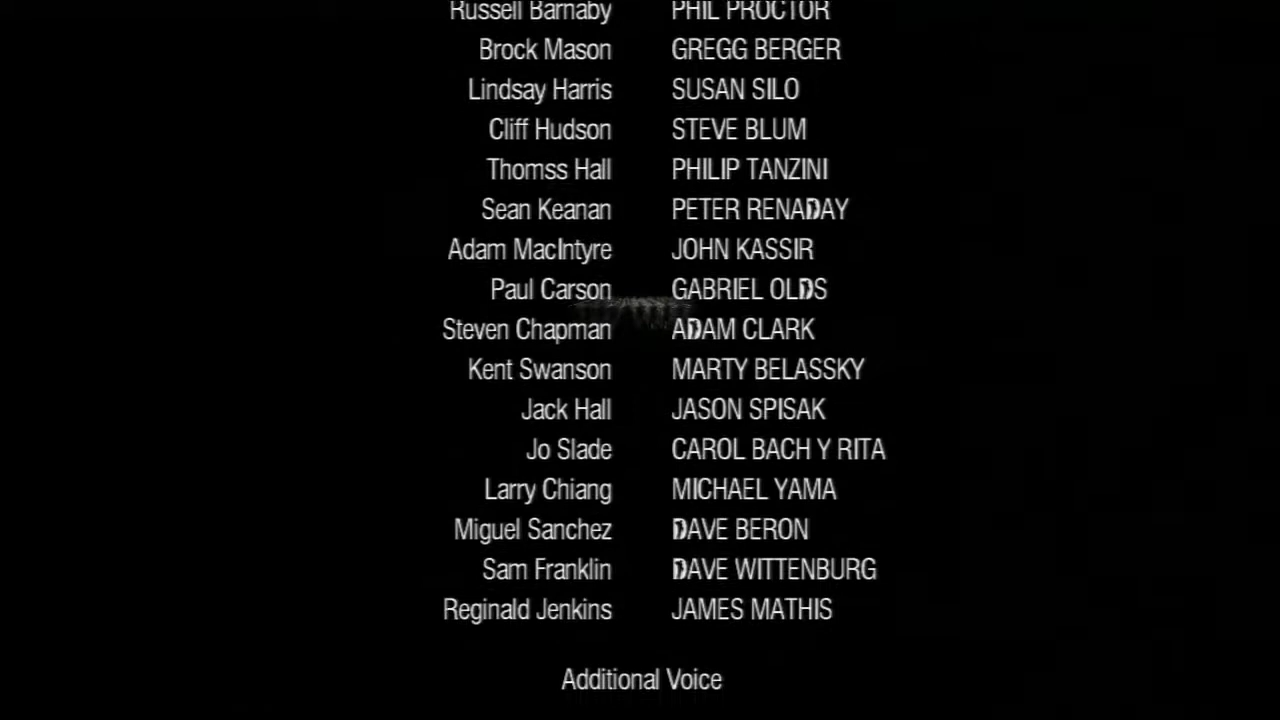 Russell Barnaby PHIL PROCTOR
Brock Mason GREGG BERGER
Lindsay Harris SUSAN SILO
Cliff Hudson STEVE BLUM
Thomss Hall PHILIP TANZINI
Sean Keanan PETER RENADAY
Adam MacIntyre JOHN KASSIR
Paul Carson GABRIEL OLDS
Steven Chapman ADAM CLARK
Kent Swanson MARTY BELASSKY
Jack Hall JASON SPISAK
Jo Slade CAROL BACH Y RITA
Larry Chiang MICHAEL YAMA
Miguel Sanchez DAVE BERON
Sam Franklin DAVE WITTENBURG
Reginald Jenkins JAMES MATHIS
Additional Voice